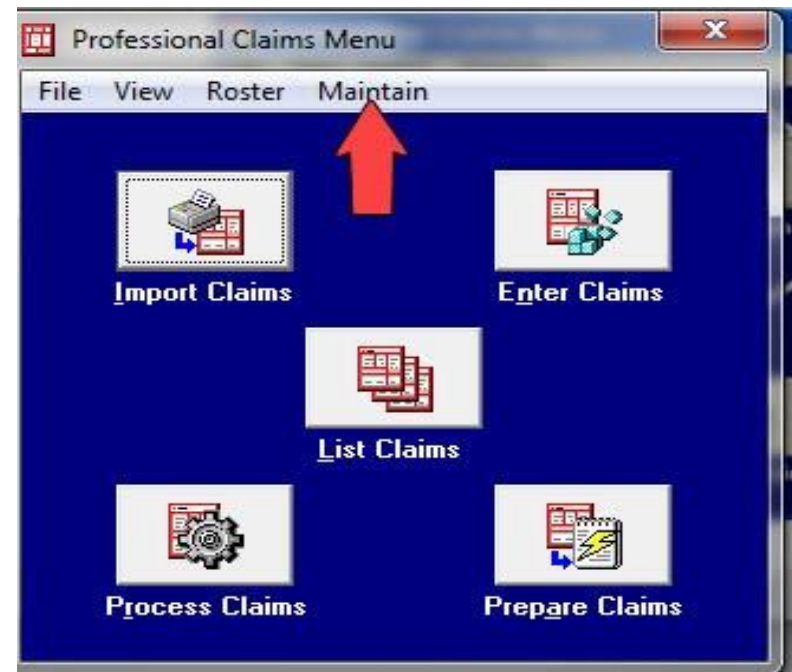 Professional Claims Menu
File View Roster Maintain
Import Claims
Enter Claims
List Claims
Process Claims
Prepare Claims